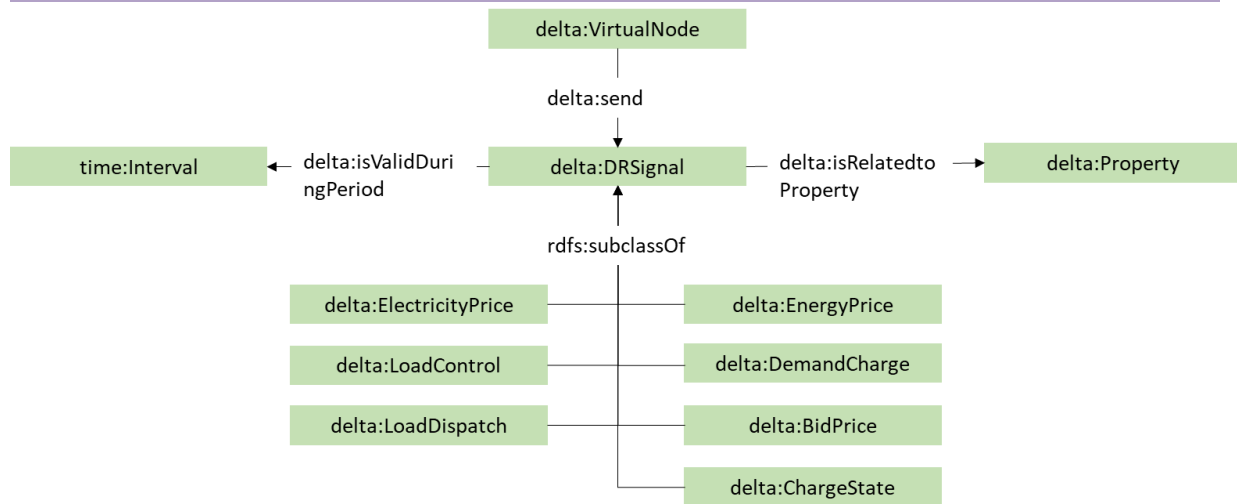 delta:VirtualNode
delta:send
time:Interval
delta:isValidDuri
ngPeriod
delta:DRSignal
delta:isRelatedto
Property
delta:Property
rdfs:subclassOf
delta:ElectricityPrice
delta:EnergyPrice
delta:LoadControl
delta:DemandCharge
delta:LoadDispatch
delta:BidPrice
delta:ChargeState